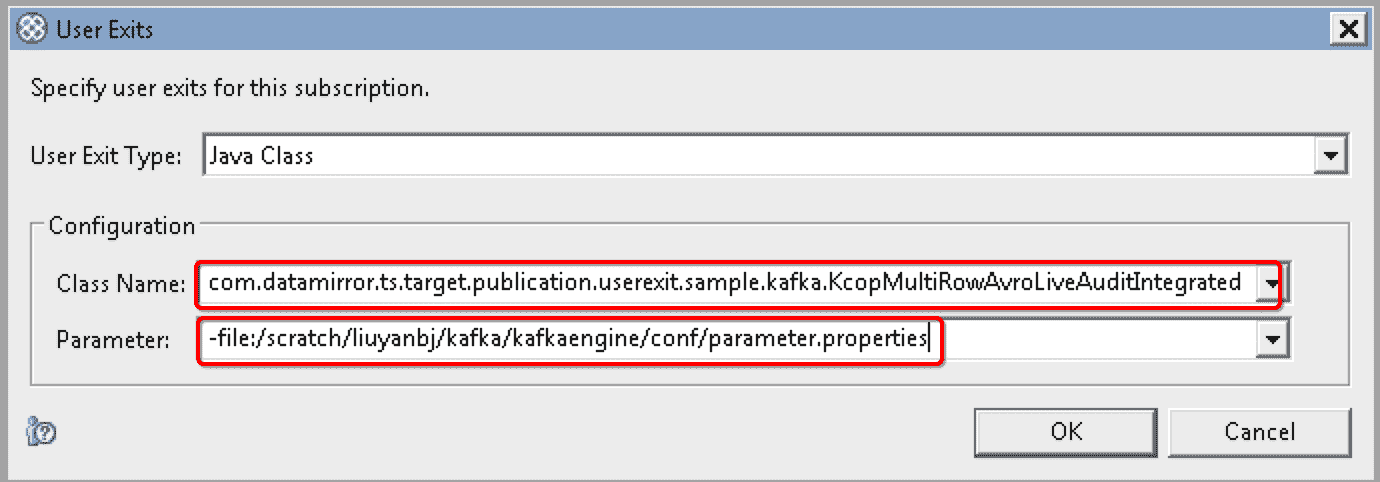 User Exits
Specify user exits for this subscription.
User Exit Type: Java Class
Configuration
Class Name: com.datamirror.ts.target.publication.userexit.sample.kafka.KcopMultiRowAvroLiveAuditIntegrated
Parameter: -file:/scratch/liuyanbj/kafka/kafkaengine/conf/parameter.properties
OK Cancel